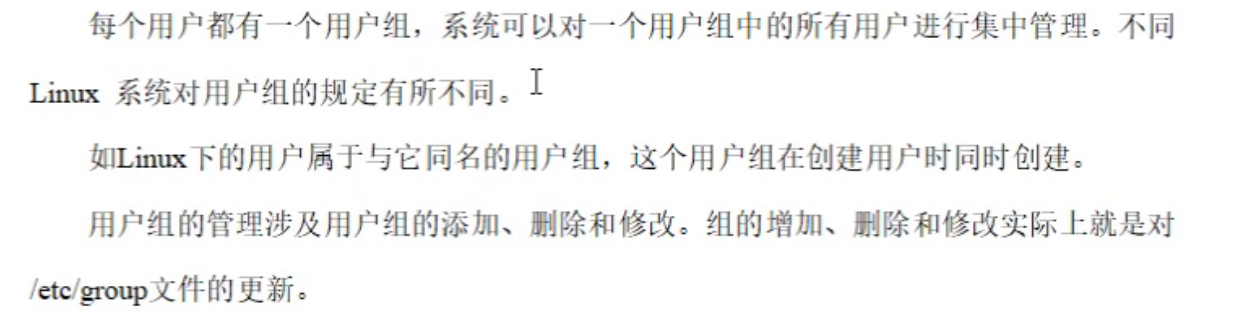 每个用户都有一个用户组，系统可以对一个用户组中的所有用户进行集中管理。不同
Linux 系统对用户组的规定有所不同。
如Linux下的用户属于与它同名的用户组，这个用户组在创建用户时同时创建。
用户组的管理涉及用户组的添加、删除和修改。组的增加、删除和修改实际上就是对
/etc/group文件的更新。